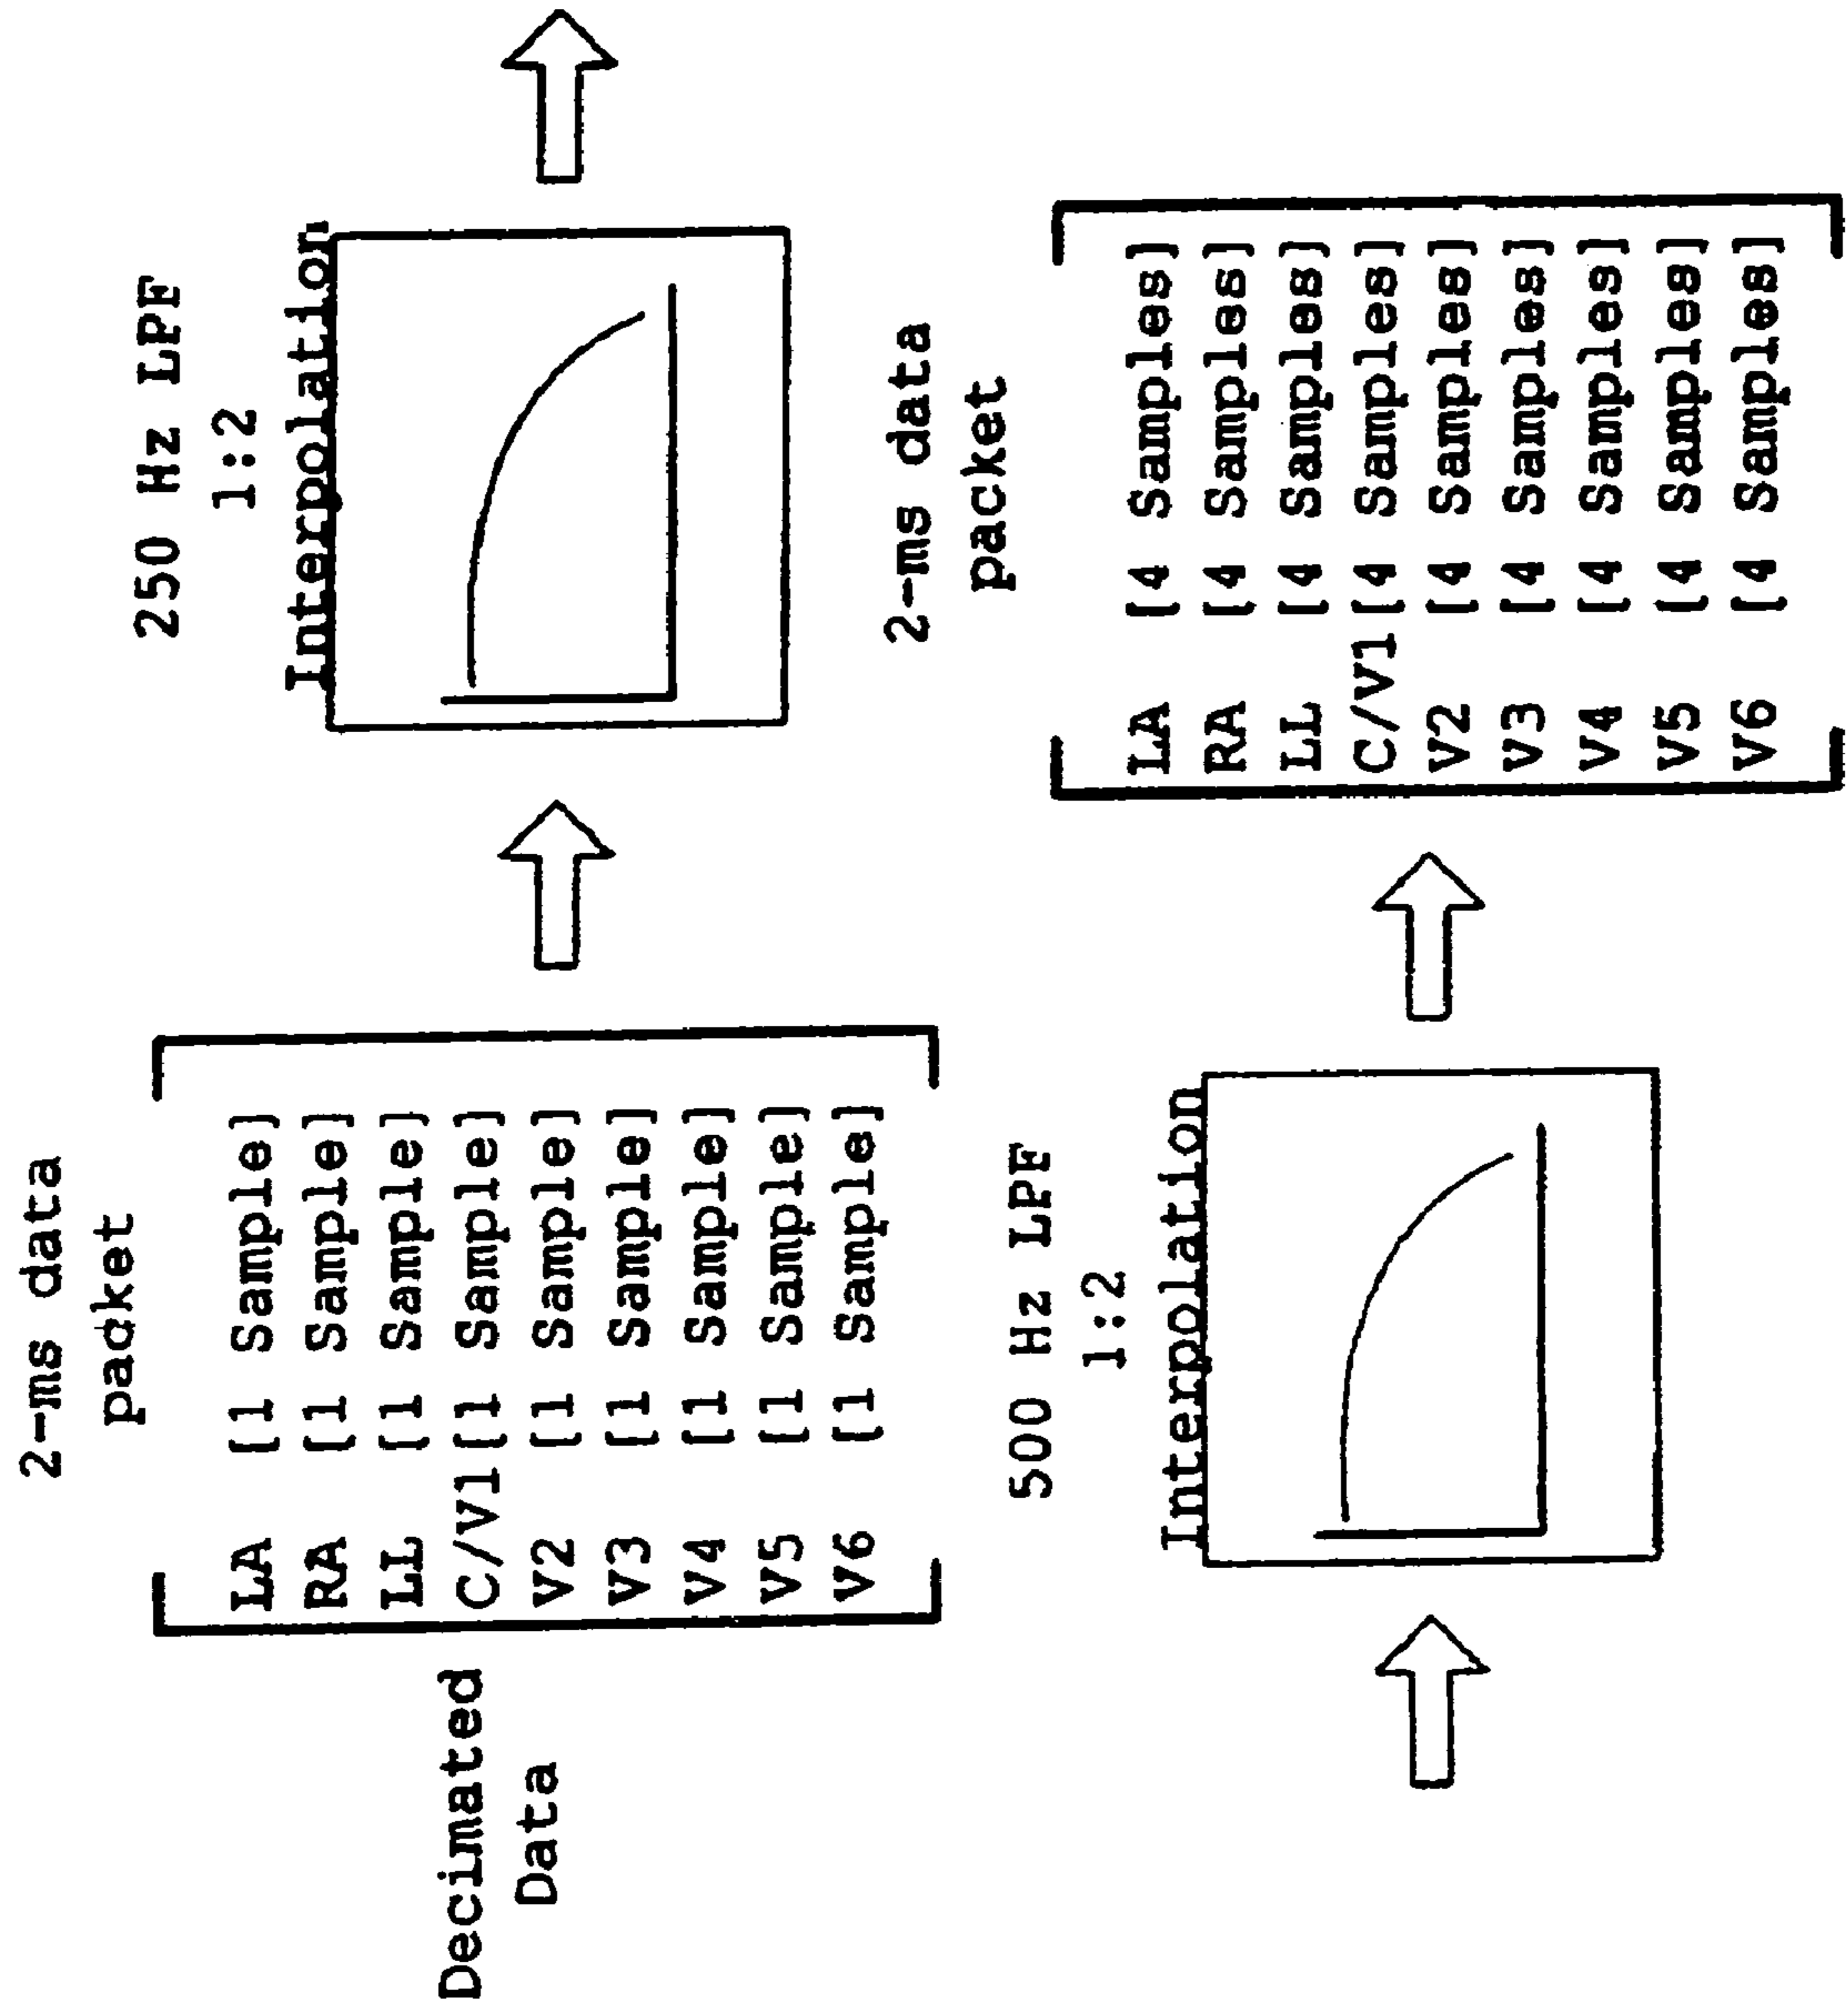 2-ms data
packet
Decimated
Data
LA [1 Sample]
RA [1 Sample]
LL [1 Sample]
C/V1[1 Sample]
V2 [1 Sample]
V3 [1 Sample]
V4 [1 Sample]
V5 [1 Sample]
V6 [1 Sample]
250 Hz LPF
1:2
Interpolation
500 Hz LPF
1:2
Interpolation
2-ms data
packet
LA [4 Samples]
RA [4 Samples]
LL [4 Samples]
C/V1[4 Samples]
V2 [4 Samples]
V3 [4 Samples]
V4 [4 Samples]
V5 [4 Samples]
V6 [4 Samples]